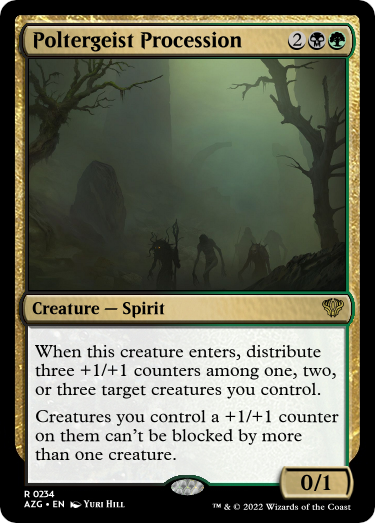 Poltergeist Procession 2
Creature — Spirit
When this creature enters, distribute
three +1/+1 counters among one, two,
or three target creatures you control.
Creatures you control a +1/+1 counter
on them can't be blocked by more
than one creature.
0/1
R 0234
AZG • EN Yuri Hill
™ & © 2022 Wizards of the Coast